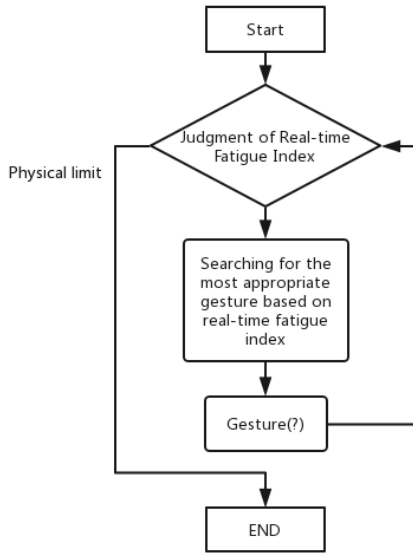 Start
Judgment of Real-time
Fatigue Index
Physical limit
Searching for the
most appropriate
gesture based on
real-time fatigue
index
Gesture(?)
END